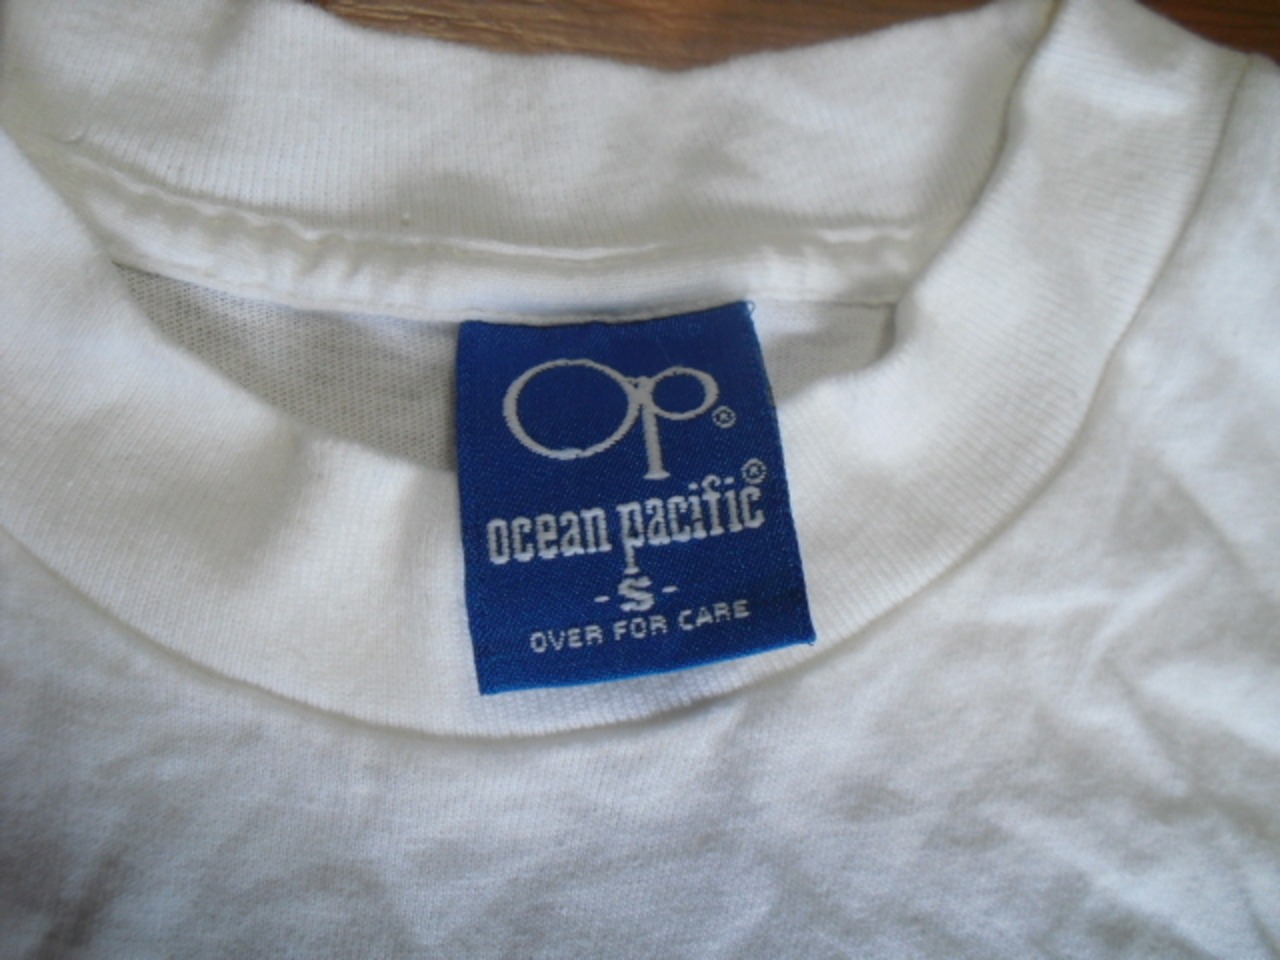 Op®
ocean pacific®
-S-
OVER FOR CARE